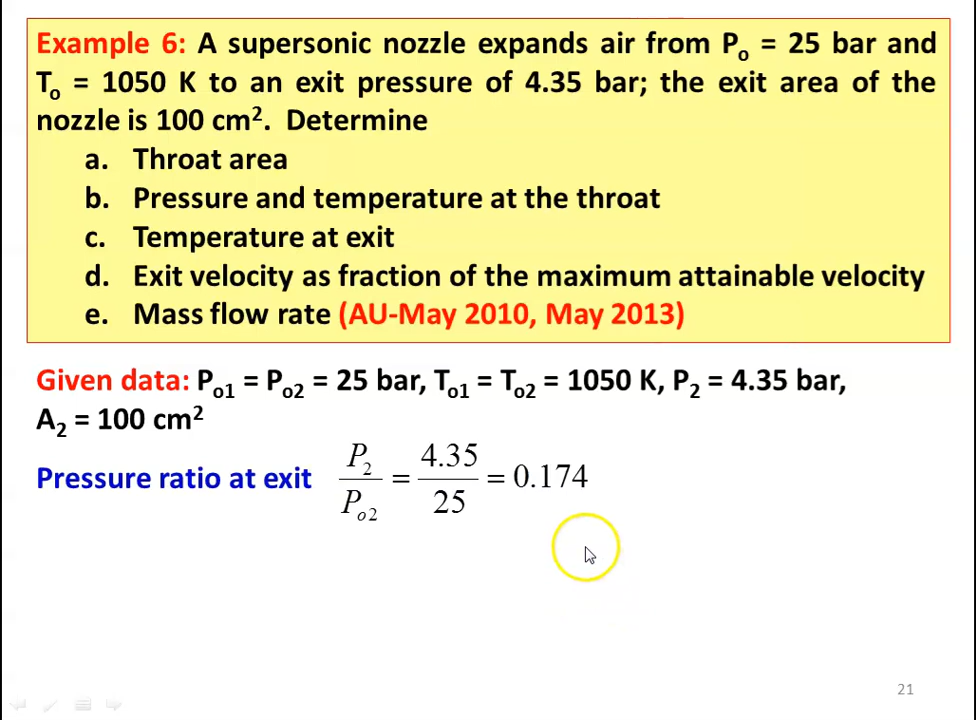 Example 6: A supersonic nozzle expands air from Po = 25 bar and
To = 1050 K to an exit pressure of 4.35 bar; the exit area of the
nozzle is 100 cm². Determine
a. Throat area
b. Pressure and temperature at the throat
c. Temperature at exit
d. Exit velocity as fraction of the maximum attainable velocity
e. Mass flow rate (AU-May 2010, May 2013)
Given data: Po1 = Po2 = 25 bar, To1 = To2 = 1050 K, P2 = 4.35 bar,
A2 = 100 cm²
Pressure ratio at exit P2/Po2 = 4.35/25 = 0.174
21